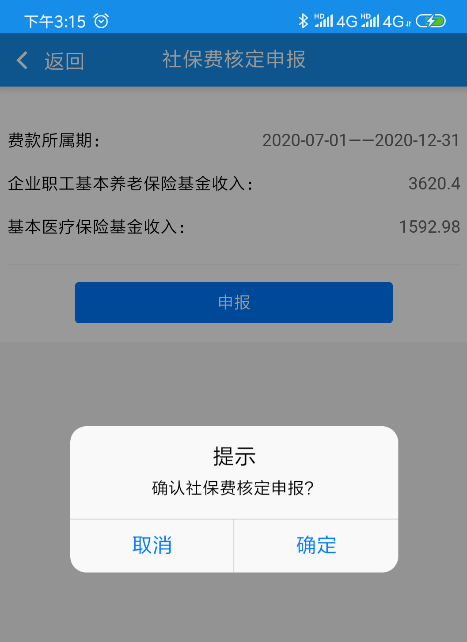 下午3:15 HD 4G HD 4G
返回 社保费核定申报
费款所属期： 2020-07-01——2020-12-31
企业职工基本养老保险基金收入： 3620.4
基本医疗保险基金收入： 1592.98
申报
提示
确认社保费核定申报?
取消 确定